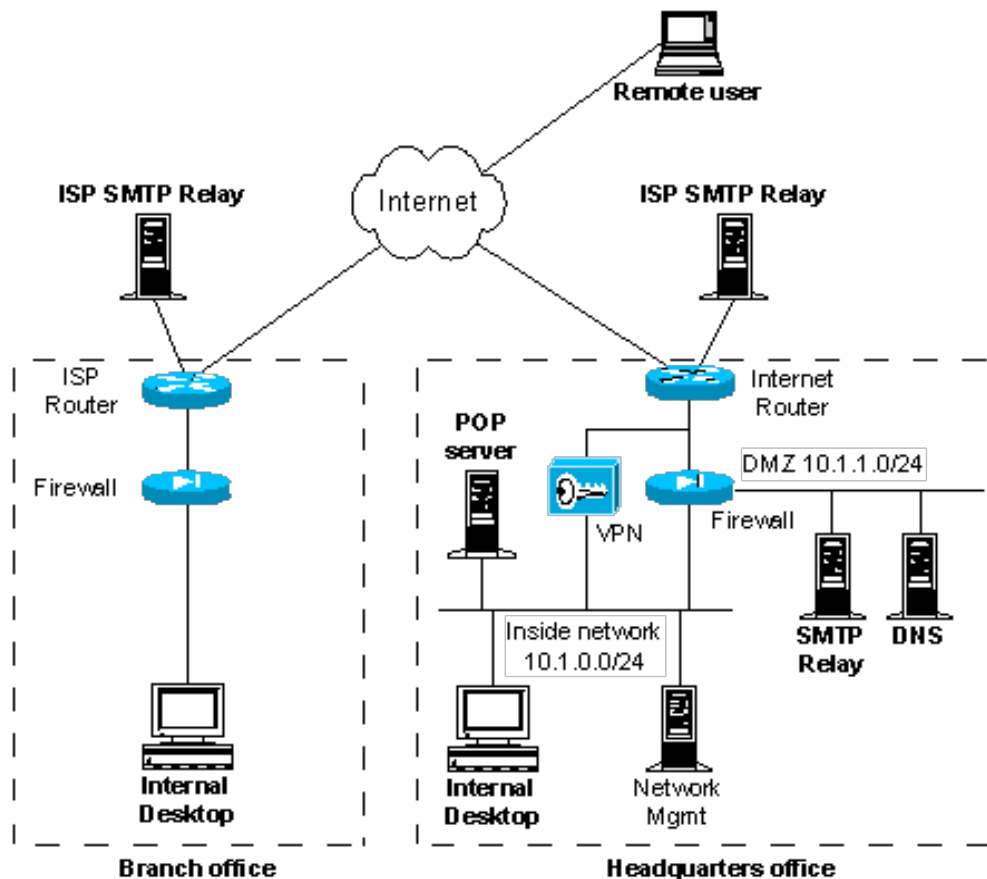 Remote user
Internet
ISP SMTP Relay
ISP SMTP Relay
ISP
Router
Firewall
Internal
Desktop
Branch office
Internet
Router
POP
server
VPN
Firewall
DMZ 10.1.1.0/24
SMTP
Relay
DNS
Inside network
10.1.0.0/24
Internal
Desktop
Network
Mgmt
Headquarters office